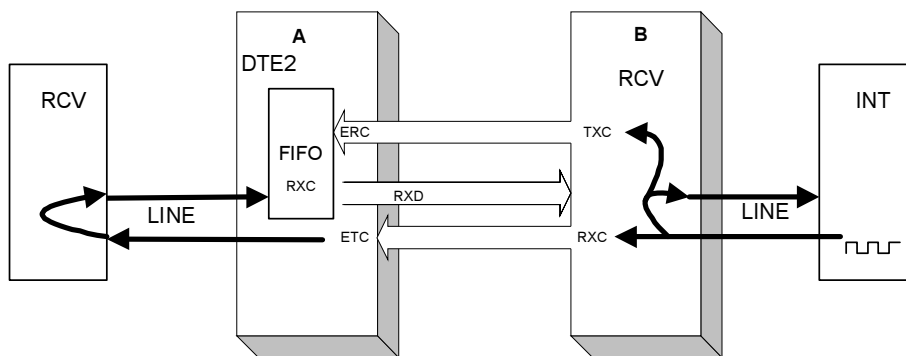 A
B
DTE2
RCV
RCV
INT
ERC
TXC
FIFO
RXC
RXD
LINE
LINE
ETC
RXC